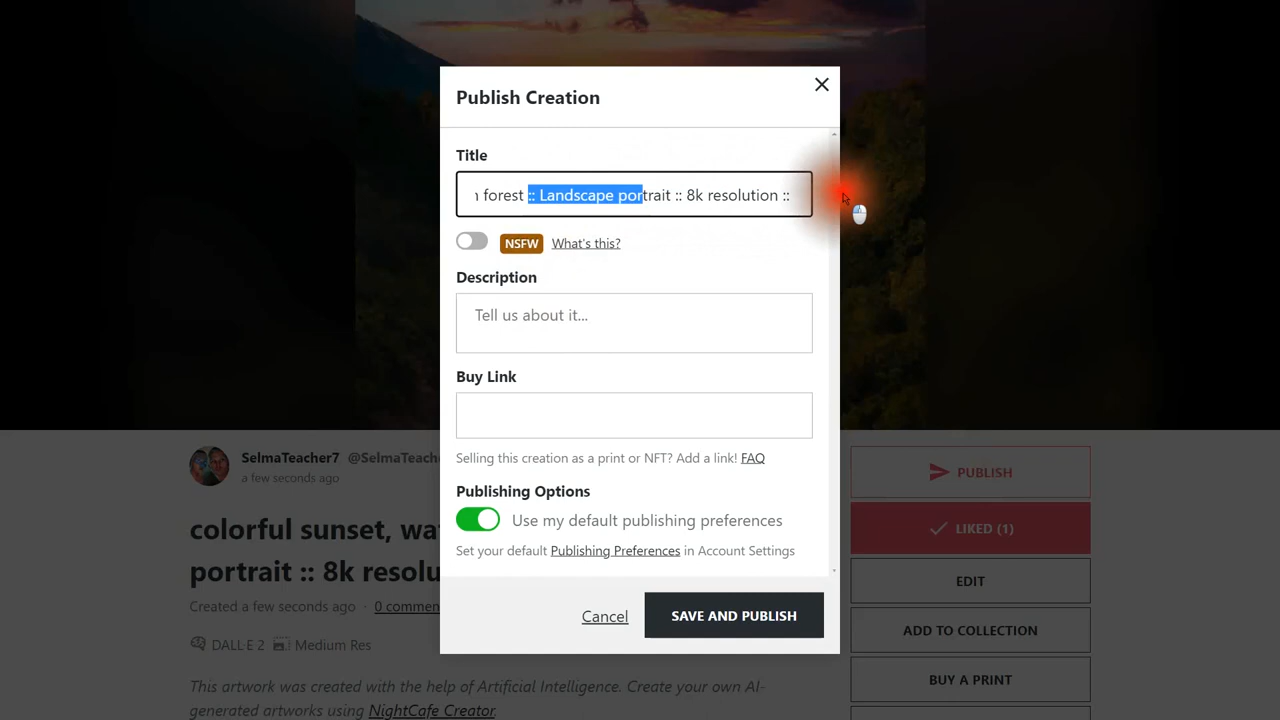 Publish Creation
Title
forest :: Landscape portrait :: 8k resolution ::
NSFW What's this?
Description
Tell us about it...
Buy Link
Selling this creation as a print or NFT? Add a link! FAQ
Publishing Options
Use my default publishing preferences
Set your default Publishing Preferences in Account Settings
Cancel SAVE AND PUBLISH
SelmaTeacher7 @SelmaTeach
a few seconds ago
colorful sunset, wa
portrait :: 8k resolu
Created a few seconds ago · 0 commen
DALL·E 2 Medium Res
This artwork was created with the help of Artificial Intelligence. Create your own AI-
generated artworks using NightCafe Creator.
PUBLISH
LIKED (1)
EDIT
ADD TO COLLECTION
BUY A PRINT